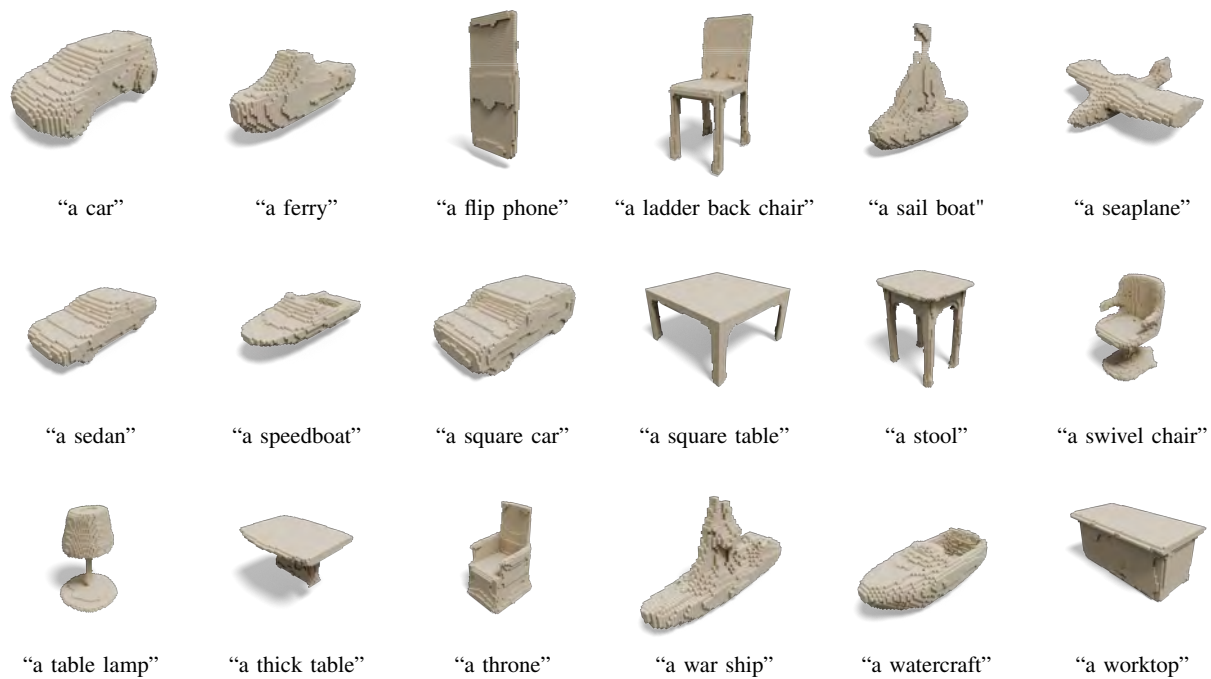 “a car” “a ferry” “a flip phone” “a ladder back chair” “a sail boat" “a seaplane”
“a sedan” “a speedboat” “a square car” “a square table” “a stool” “a swivel chair”
“a table lamp” “a thick table” “a throne” “a war ship” “a watercraft” “a worktop”